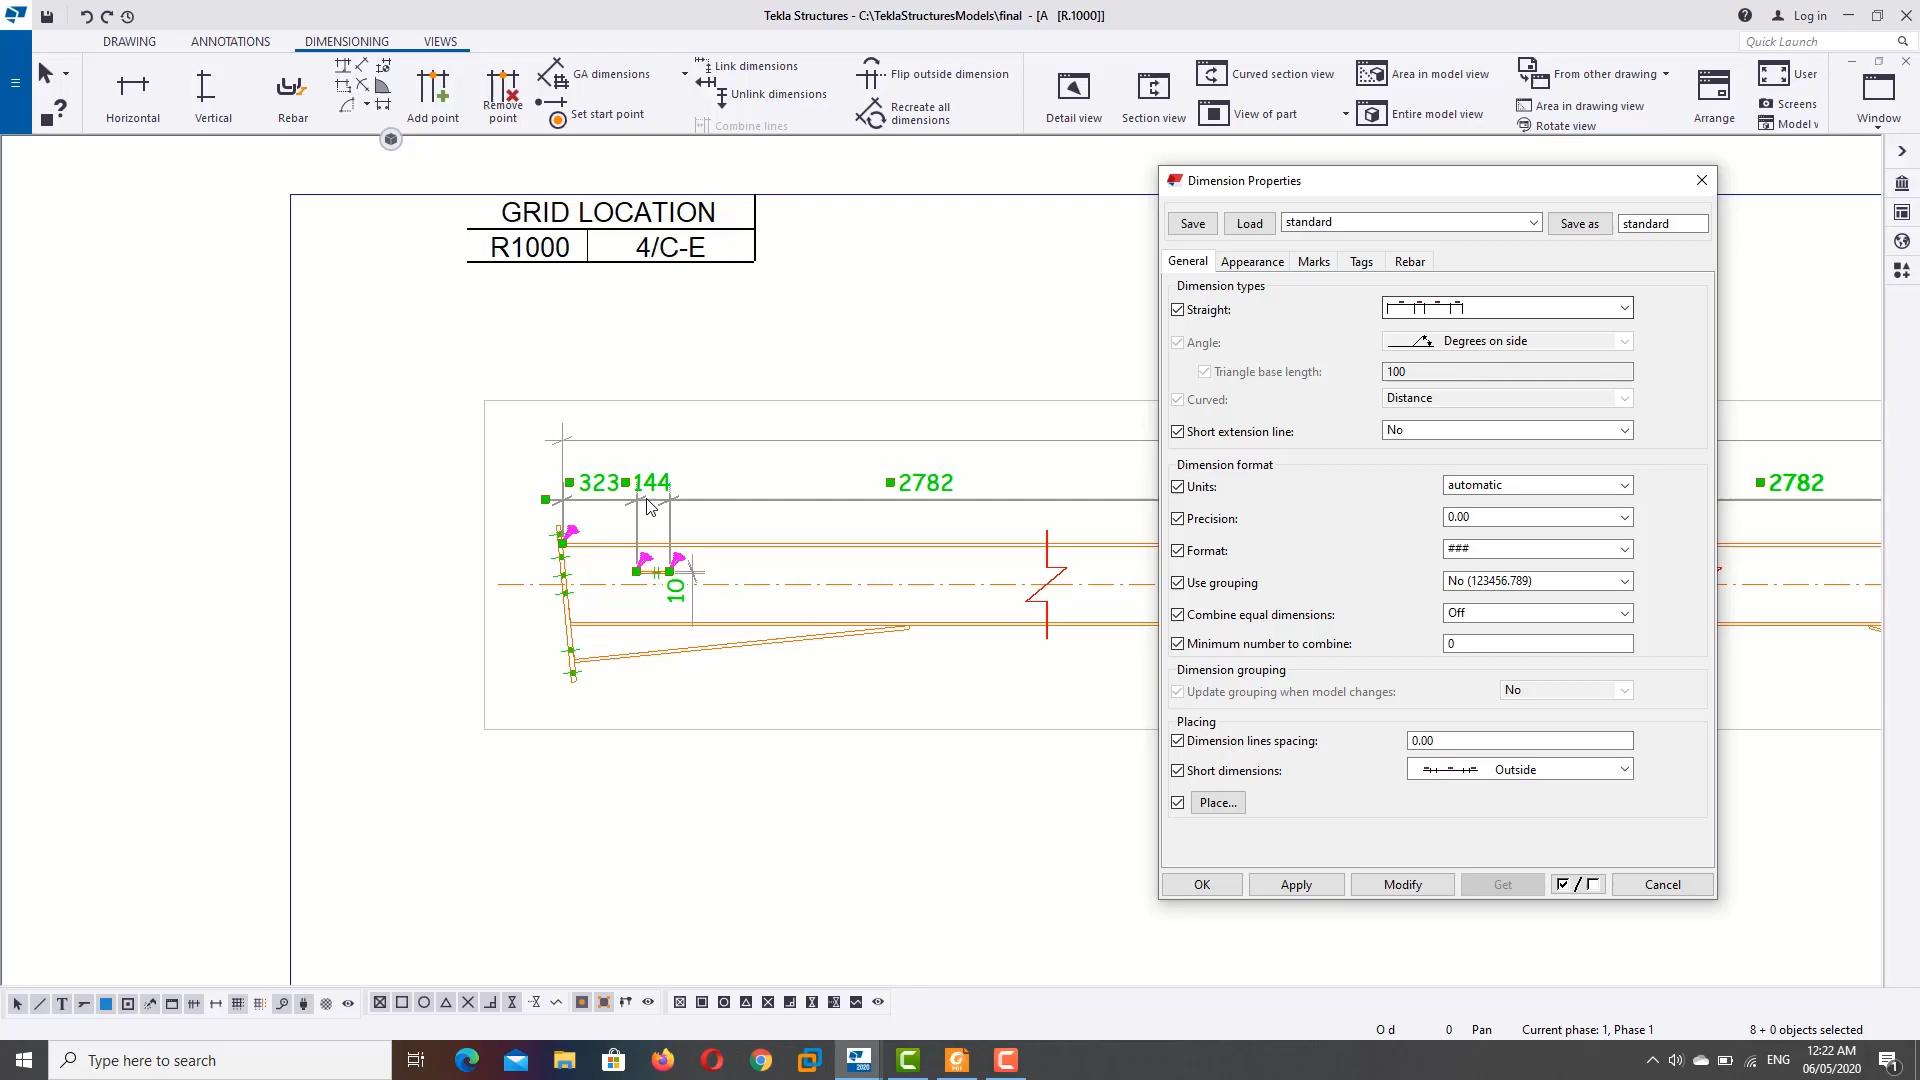 Tekla Structures - C:\TeklaStructuresModels\final - [A [R.1000]]
Log in
DRAWING
ANNOTATIONS
DIMENSIONING
VIEWS
Quick Launch
Horizontal
Vertical
Rebar
Add point
Remove point
GA dimensions
Set start point
Link dimensions
Unlink dimensions
Combine lines
Flip outside dimension
Recreate all dimensions
Detail view
Section view
Curved section view
View of part
Area in model view
Entire model view
From other drawing
Area in drawing view
Rotate view
Arrange
User
Screens
Model v
Window
GRID LOCATION
R1000 4/C-E
323 144 2782 2782
10
Dimension Properties
Save Load standard Save as standard
General Appearance Marks Tags Rebar
Dimension types
Straight:
Angle: Degrees on side
Triangle base length: 100
Curved: Distance
Short extension line: No
Dimension format
Units: automatic
Precision: 0.00
Format: ###
Use grouping No (123456.789)
Combine equal dimensions: Off
Minimum number to combine: 0
Dimension grouping
Update grouping when model changes: No
Placing
Dimension lines spacing: 0.00
Short dimensions: Outside
Place...
OK Apply Modify Get / Cancel
O d 0 Pan Current phase: 1, Phase 1 8 + 0 objects selected
Type here to search
2020
ENG
12:22 AM
06/05/2020
1